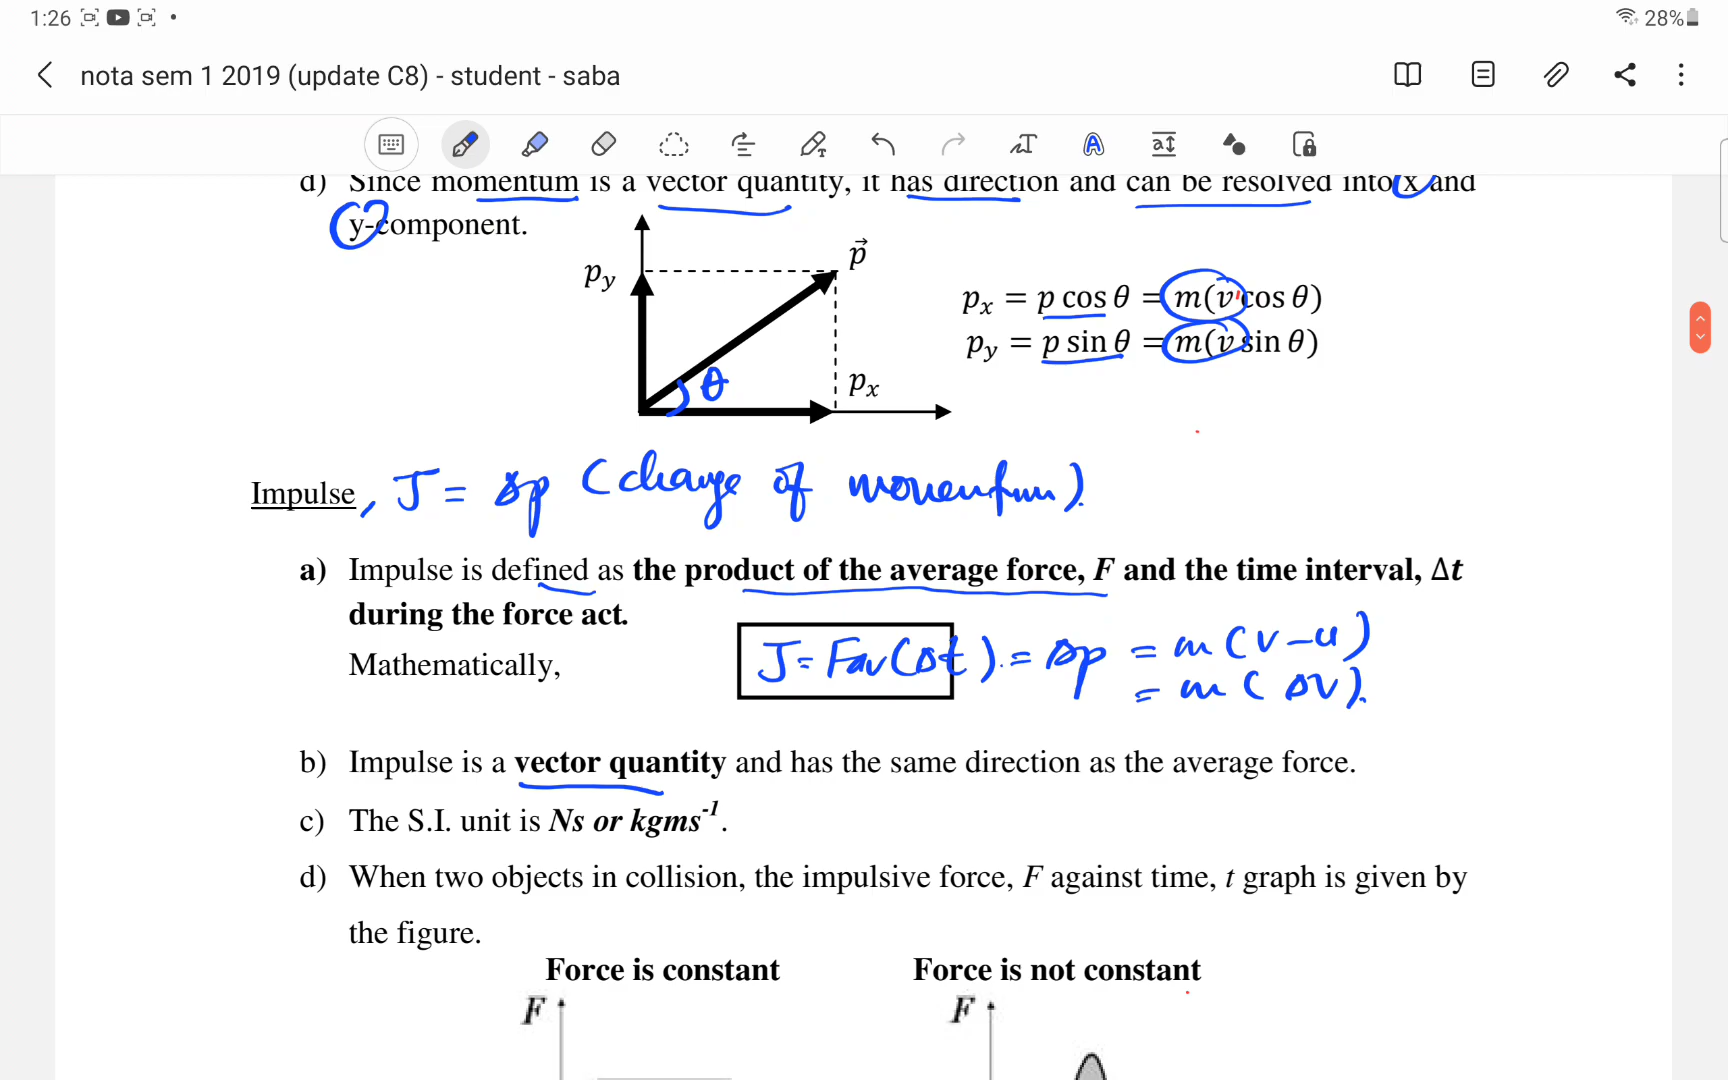 1:26
28%
nota sem 1 2019 (update C8) - student - saba
d) Since momentum is a vector quantity, it has direction and can be resolved into x and
y-component.
p⃗
p_y
p_x = p cos θ = m(v cos θ)
p_y = p sin θ = m(v sin θ)
θ
p_x
Impulse, J = Δp (change of momentum).
a) Impulse is defined as the product of the average force, F and the time interval, Δt
during the force act.
Mathematically, J = Fav (Δt). = Δp = m (v - u)
= m ( Δv).
b) Impulse is a vector quantity and has the same direction as the average force.
c) The S.I. unit is Ns or kgms⁻¹.
d) When two objects in collision, the impulsive force, F against time, t graph is given by
the figure.
Force is constant Force is not constant
F F